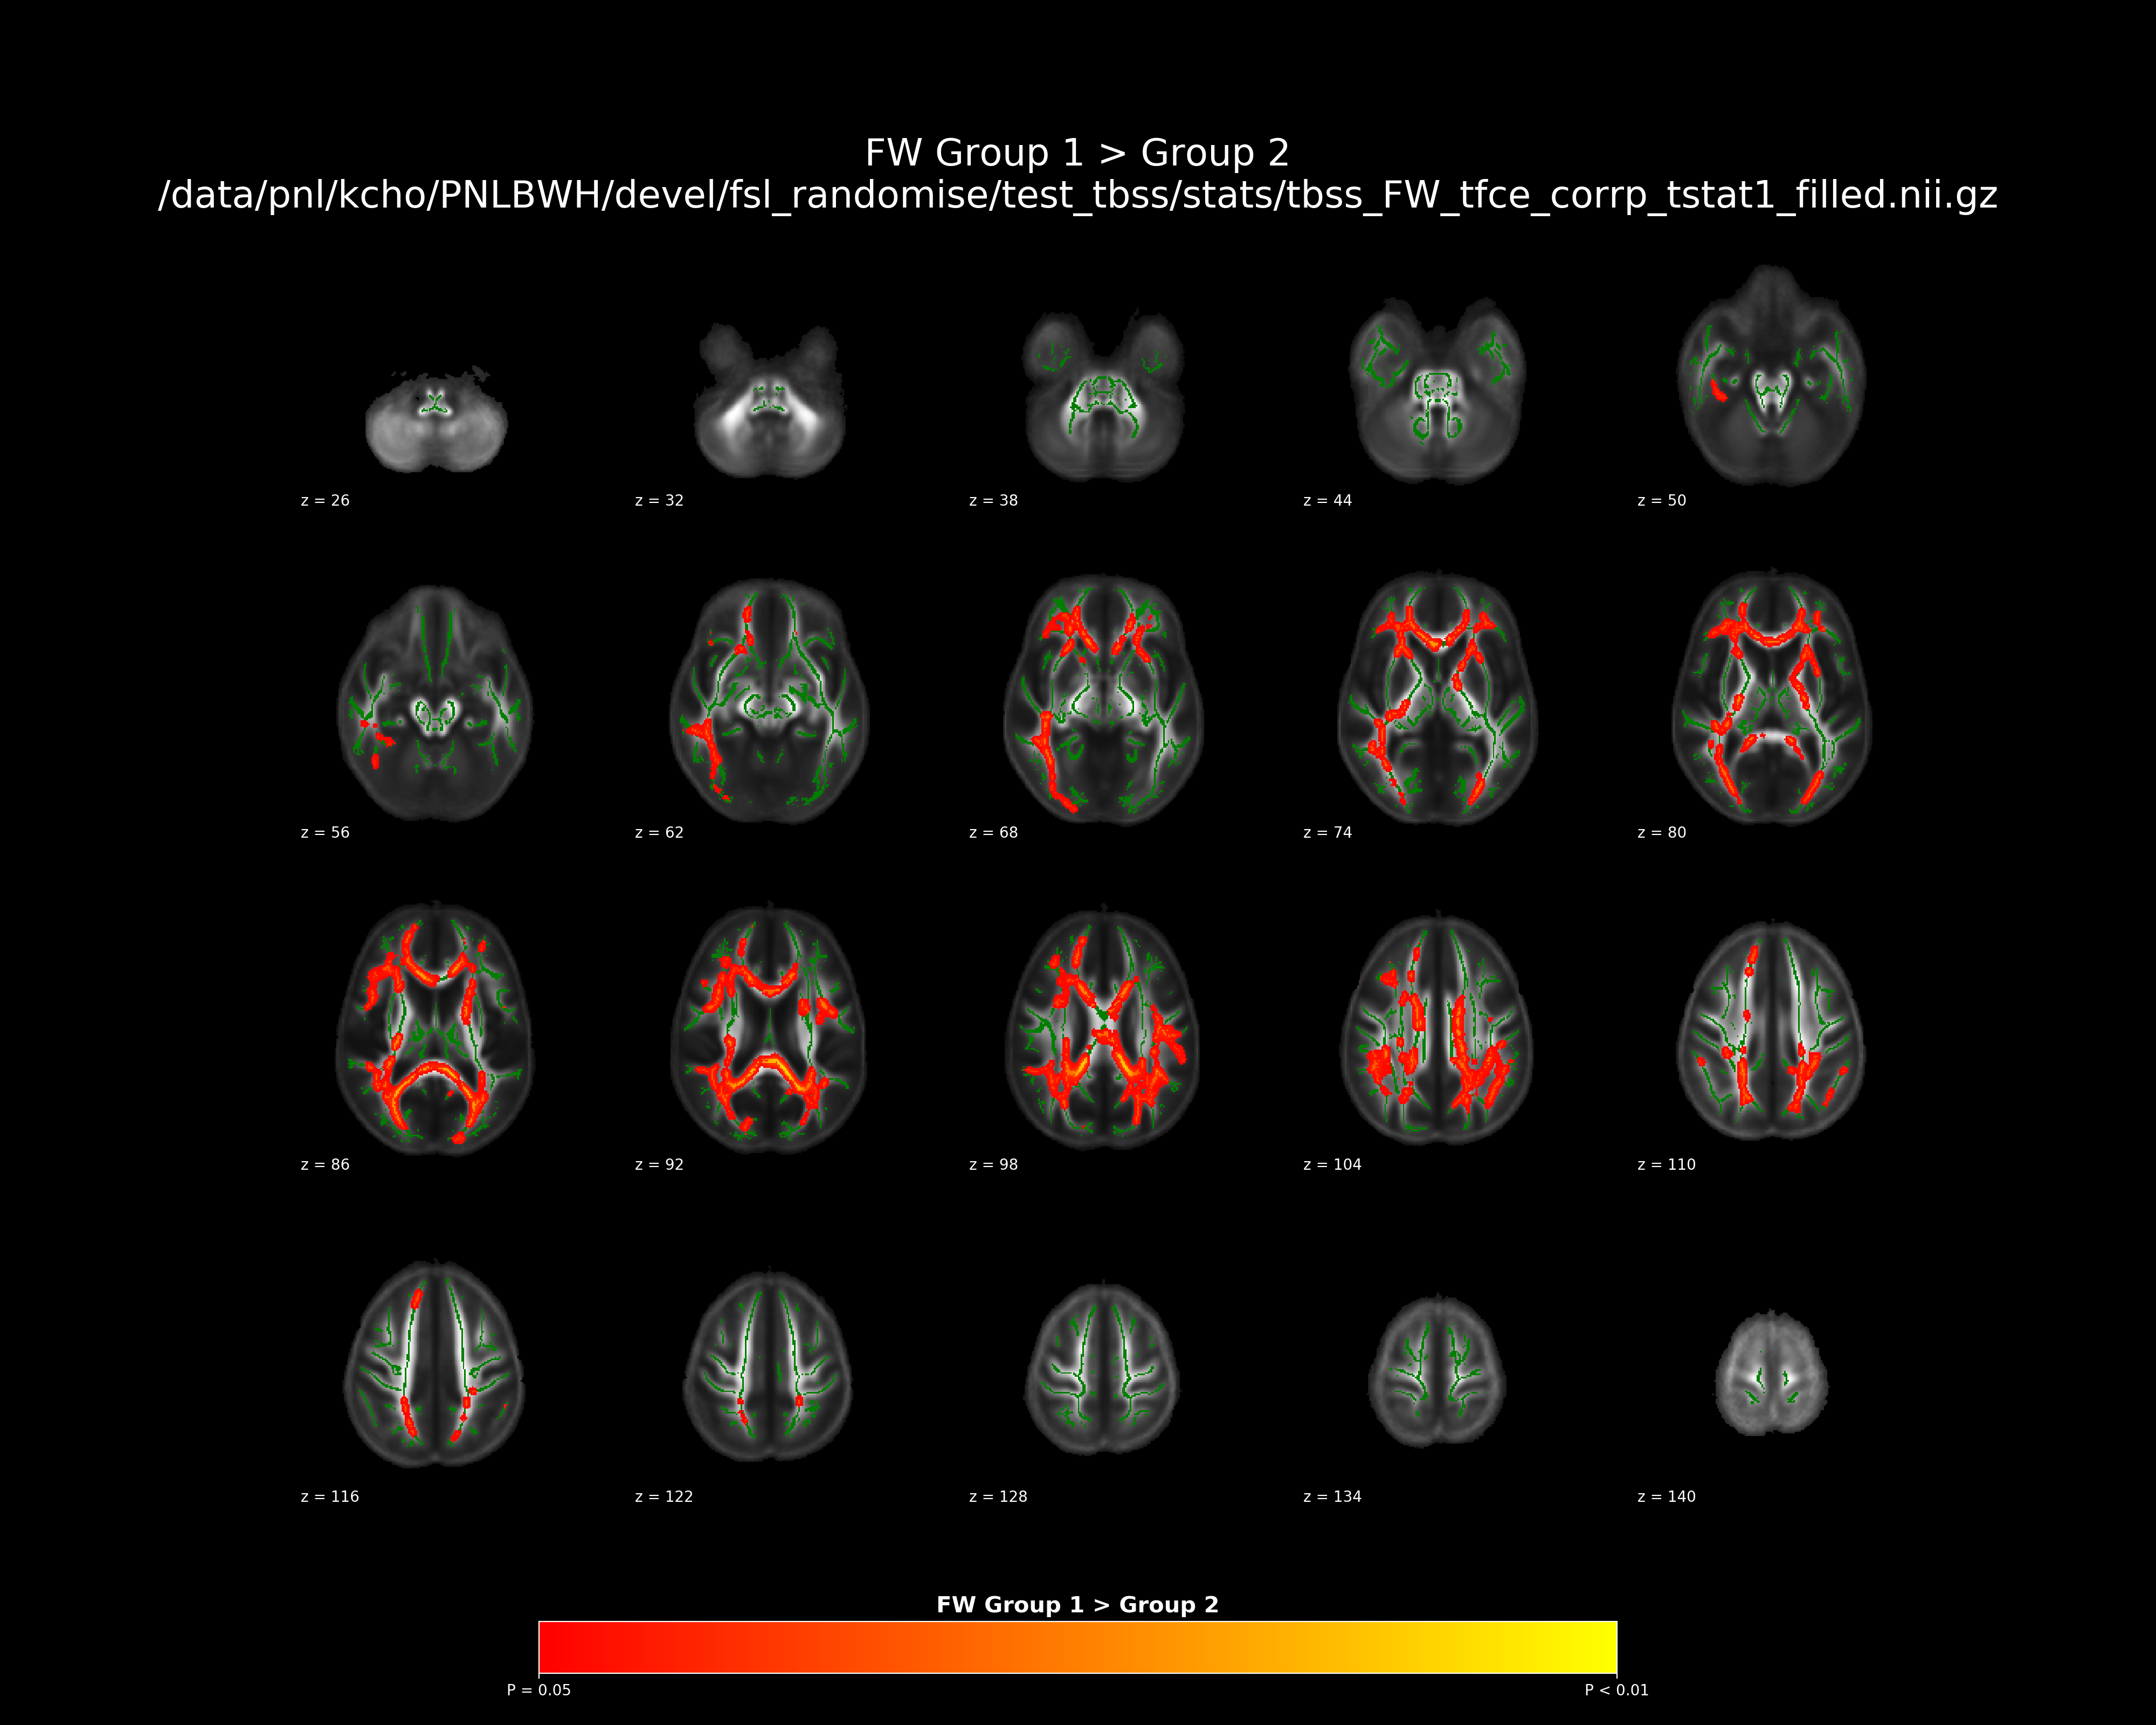 FW Group 1 > Group 2
/data/pnl/kcho/PNLBWH/devel/fsl_randomise/test_tbss/stats/tbss_FW_tfce_corrp_tstat1_filled.nii.gz
z = 26
z = 32
z = 38
z = 44
z = 50
z = 56
z = 62
z = 68
z = 74
z = 80
z = 86
z = 92
z = 98
z = 104
z = 110
z = 116
z = 122
z = 128
z = 134
z = 140
FW Group 1 > Group 2
P = 0.05
P < 0.01